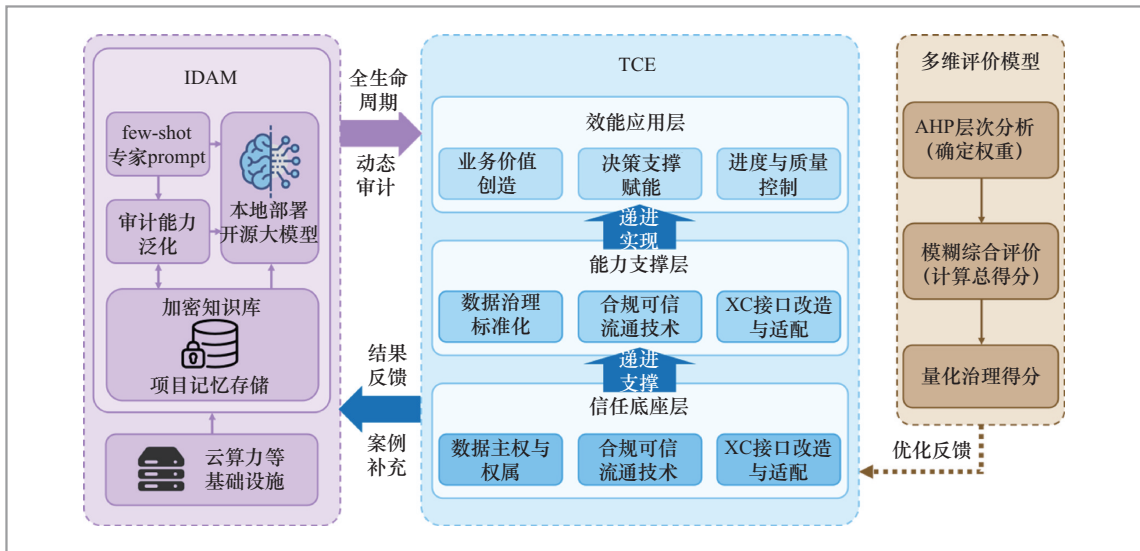 IDAM
few-shot
专家prompt
审计能力
泛化
本地部署
开源大模型
加密知识库
项目记忆存储
云算力等
基础设施
全生命
周期
动态
审计
结果
反馈
案例
补充
TCE
效能应用层
业务价值
创造
决策支撑
赋能
进度与质量
控制
递进
实现
能力支撑层
数据治理
标准化
合规可信
流通技术
XC接口改造
与适配
递进
支撑
信任底座层
数据主权与
权属
合规可信
流通技术
XC接口改造
与适配
多维评价模型
AHP层次分析
（确定权重）
模糊综合评价
（计算总得分）
量化治理得分
优化反馈